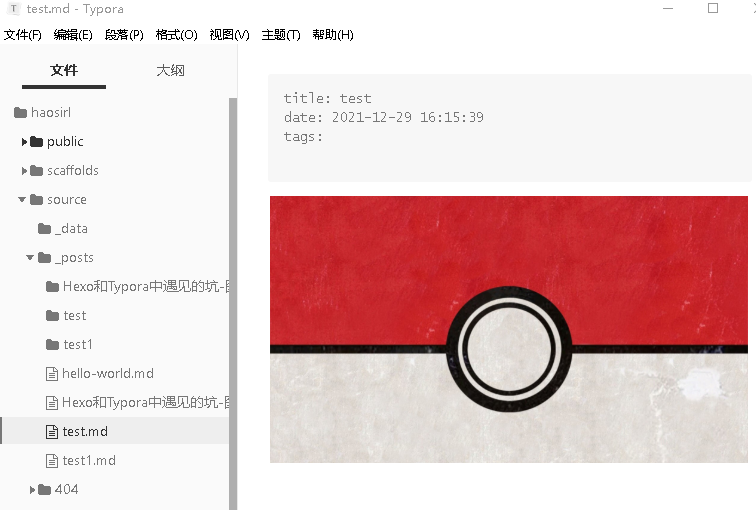 test.md - Typora
文件(F) 编辑(E) 段落(P) 格式(O) 视图(V) 主题(T) 帮助(H)
文件 大纲
haosirl
public
scaffolds
source
_data
_posts
Hexo和Typora中遇见的坑-
test
test1
hello-world.md
Hexo和Typora中遇见的坑-
test.md
test1.md
404
title: test
date: 2021-12-29 16:15:39
tags: